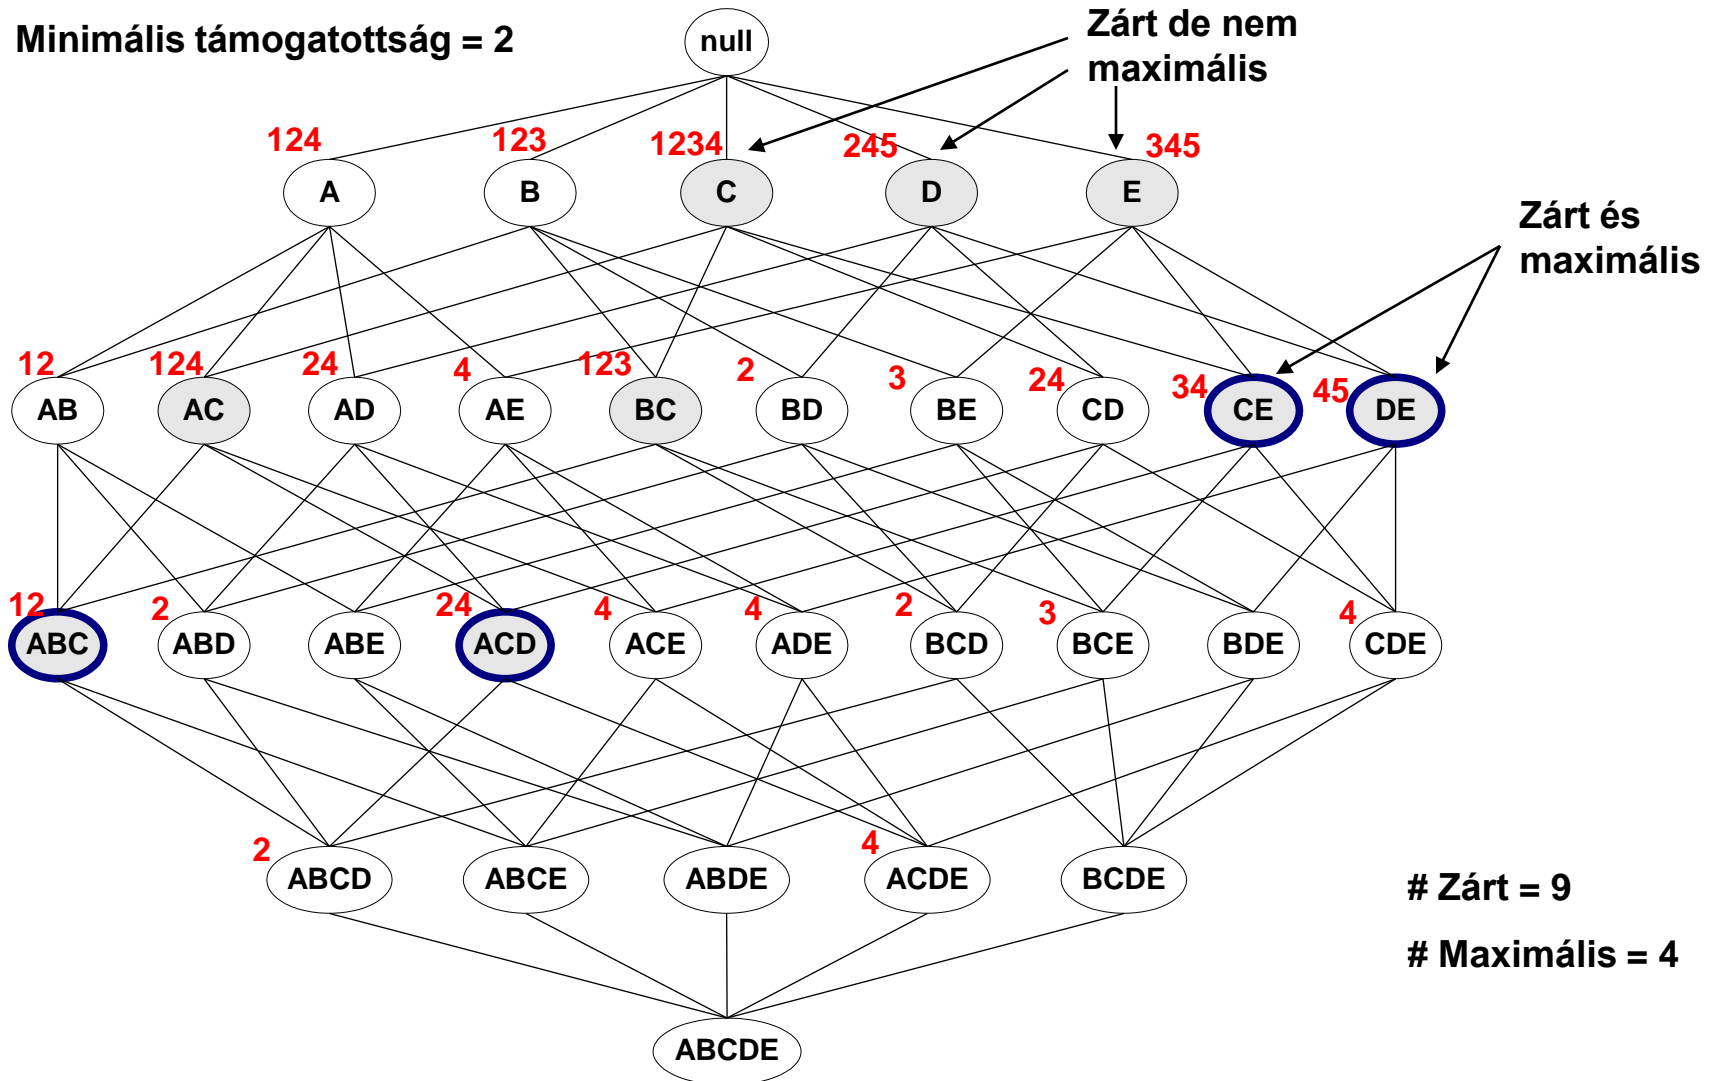 Minimális támogatottság = 2
null
Zárt de nem
maximális
124
123
1234
245
345
A
B
C
D
E
Zárt és
maximális
12
124
24
4
123
2
3
24
34
45
AB
AC
AD
AE
BC
BD
BE
CD
CE
DE
12
2
24
4
4
2
3
4
ABC
ABD
ABE
ACD
ACE
ADE
BCD
BCE
BDE
CDE
2
4
ABCD
ABCE
ABDE
ACDE
BCDE
# Zárt = 9
# Maximális = 4
ABCDE